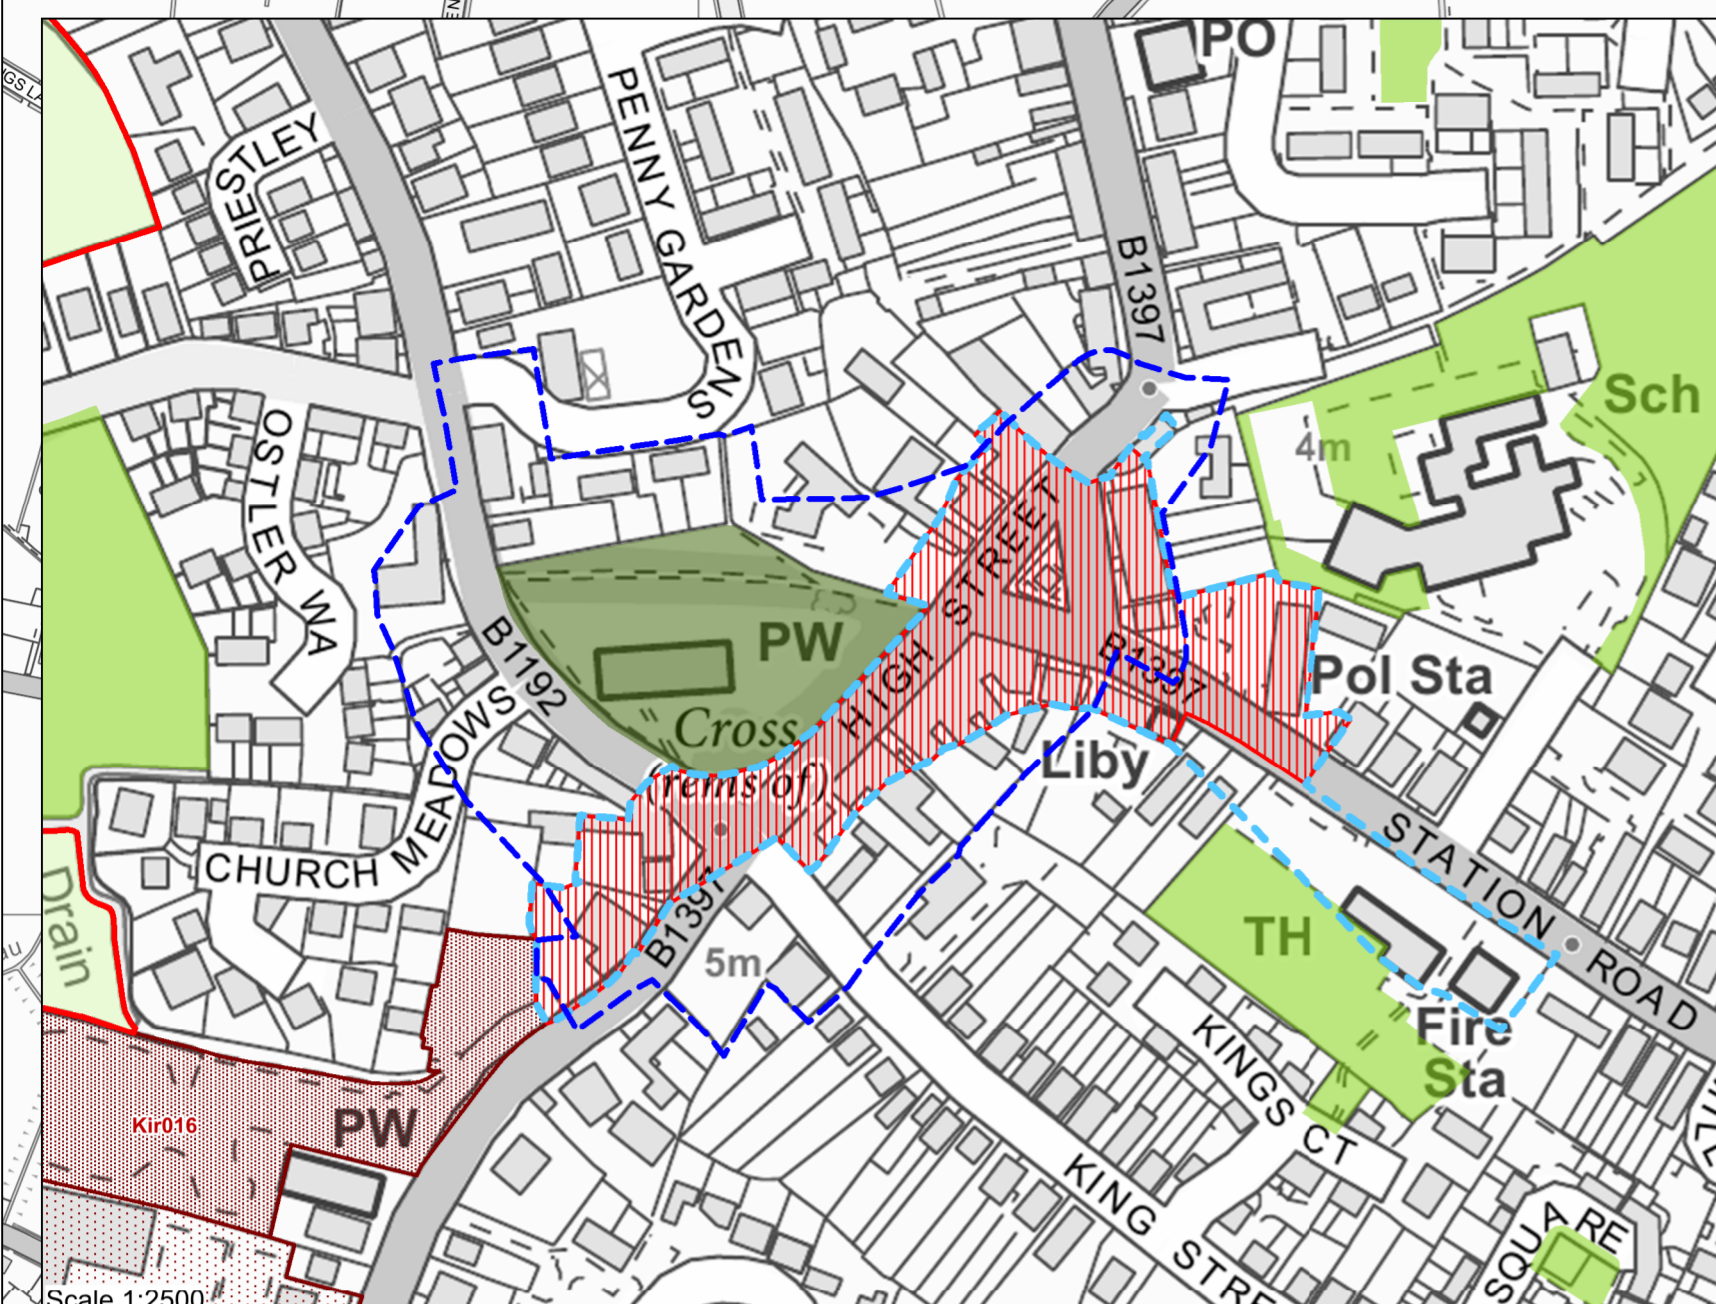 PO
PRIESTLEY
PENNY GARDENS
B1397
Sch
4m
OSTLER WA
HIGH STREET
PW
B1192
B1397
Pol Sta
Cross
(rems of)
Liby
CHURCH MEADOWS
STATION ROAD
Drain
B1397
5m
TH
Fire
Sta
KINGS CT
Kir016
PW
KING STRE
SQUARE
Scale 1:2500